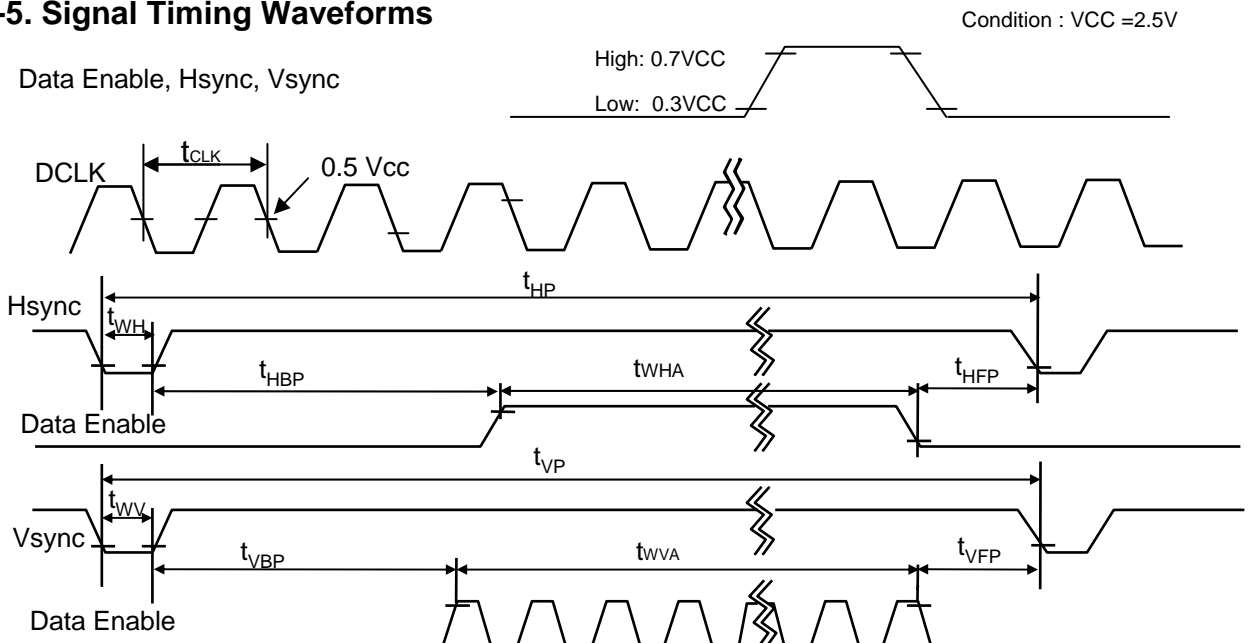 -5. Signal Timing Waveforms
Condition : VCC =2.5V
Data Enable, Hsync, Vsync
High: 0.7VCC
Low: 0.3VCC
DCLK
tCLK
0.5 Vcc
tHP
Hsync
tWH
tHBP
tWHA
tHFP
Data Enable
tVP
tWV
Vsync
tVBP
tWVA
tVFP
Data Enable